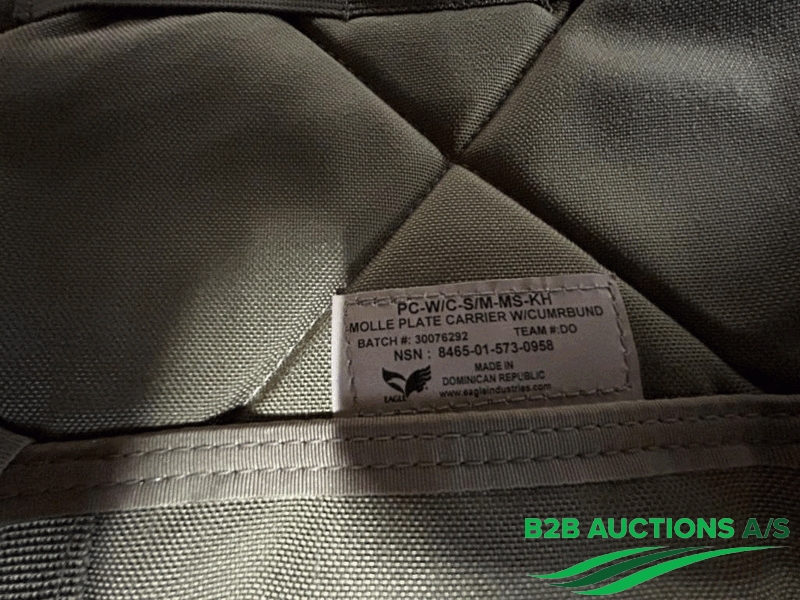 PC-W/C-S/M-MS-KH
MOLLE PLATE CARRIER W/CUMRBUND
BATCH #: 30076292 TEAM #:DO
NSN : 8465-01-573-0958
MADE IN
DOMINICAN REPUBLIC
EAGLE www.eagleindustries.com
B2B AUCTIONS A/S